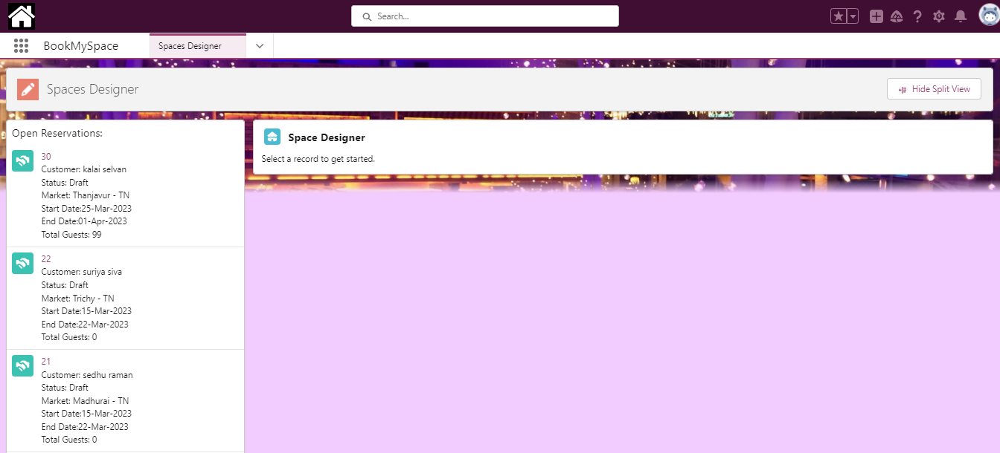 Search...
BookMySpace
Spaces Designer
Spaces Designer
Hide Split View
Open Reservations:
30
Customer: kalai selvan
Status: Draft
Market: Thanjavur - TN
Start Date:25-Mar-2023
End Date:01-Apr-2023
Total Guests: 99
22
Customer: suriya siva
Status: Draft
Market: Trichy - TN
Start Date:15-Mar-2023
End Date:22-Mar-2023
Total Guests: 0
21
Customer: sedhu raman
Status: Draft
Market: Madhurai - TN
Start Date:15-Mar-2023
End Date:22-Mar-2023
Total Guests: 0
Space Designer
Select a record to get started.